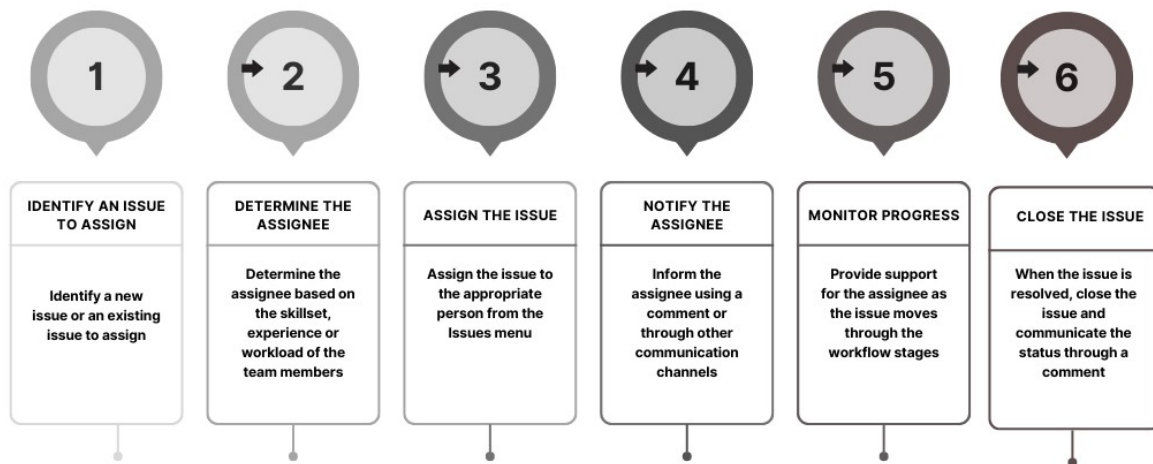 1
2
3
4
5
6
IDENTIFY AN ISSUE
TO ASSIGN
Identify a new
issue or an existing
issue to assign
DETERMINE THE
ASSIGNEE
Determine the
assignee based on
the skillset,
experience or
workload of the
team members
ASSIGN THE ISSUE
Assign the issue to
the appropriate
person from the
Issues menu
NOTIFY THE
ASSIGNEE
Inform the
assignee using a
comment or
through other
communication
channels
MONITOR PROGRESS
Provide support
for the assignee as
the issue moves
through the
workflow stages
CLOSE THE ISSUE
When the issue is
resolved, close the
issue and
communicate the
status through a
comment